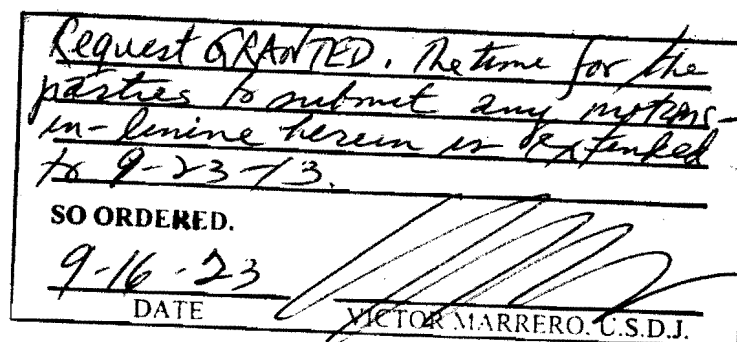 Request GRANTED. The time for the
parties to submit any motions-
in-limine herein is extended
to 9-23-13.
SO ORDERED.
9-16-23
DATE
VICTOR MARRERO. U.S.D.J.